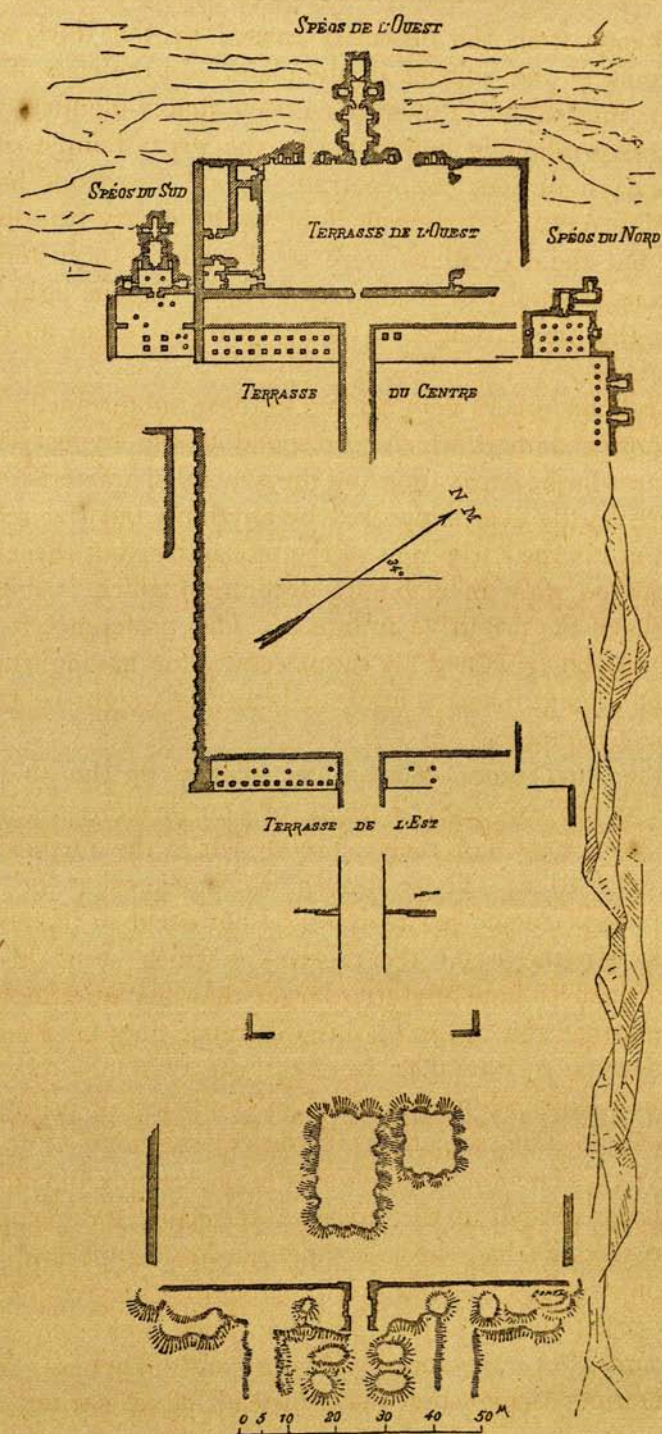 SPÉOS DE L'OUEST
SPÉOS DU SUD
TERRASSE DE L'OUEST
SPÉOS DU NORD
TERRASSE DU CENTRE
N M
34°
TERRASSE DE L'EST
0 5 10 20 30 40 50 M